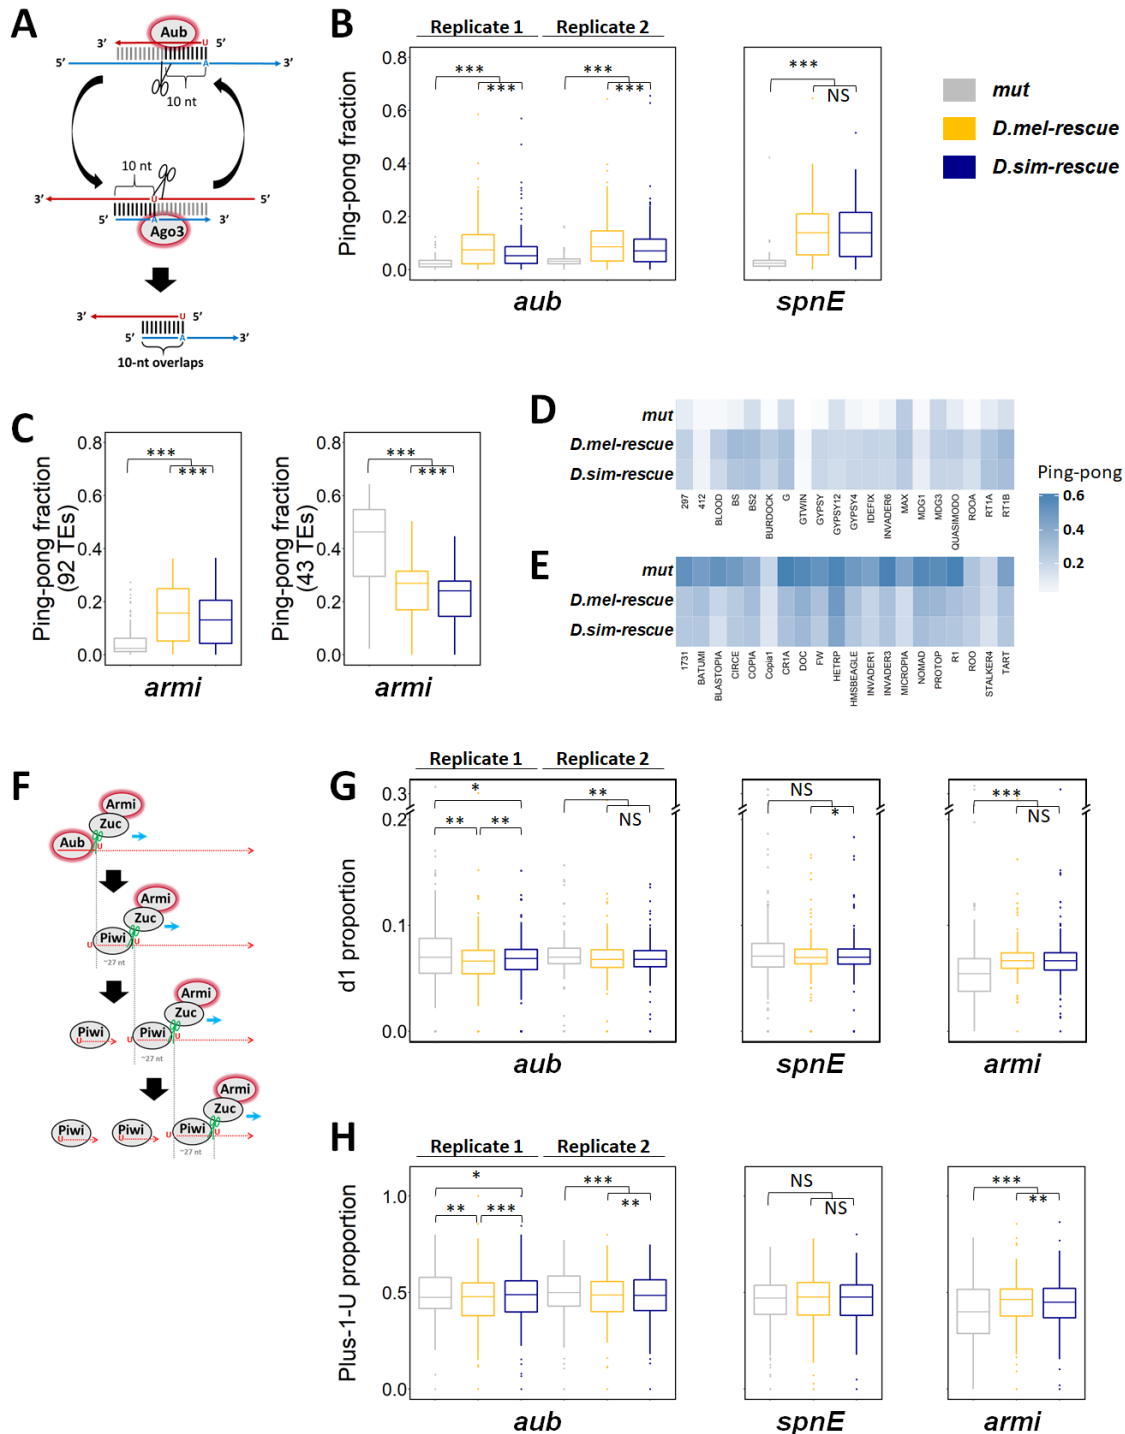 A
Aub
U
3'
5'
A
3'
10 nt
10 nt
3'
U
5'
5'
A
3'
Ago3
3'
U
5'
5'
A
3'
10-nt overlaps
B
Replicate 1
Replicate 2
Ping-pong fraction
0.8
0.6
0.4
0.2
0.0
***
***
***
***
aub
***
NS
spnE
mut
D.mel-rescue
D.sim-rescue
C
Ping-pong fraction
(92 TEs)
0.8
0.6
0.4
0.2
0.0
***
***
armi
Ping-pong fraction
(43 TEs)
0.8
0.6
0.4
0.2
0.0
***
***
armi
D
mut
D.mel-rescue
D.sim-rescue
297
412
BLOOD
BS
BS2
BURDOCK
G
GTWIN
GYPSY
GYPSY12
GYPSY4
IDEFIX
INVADER6
MAX
MDG1
MDG3
QUASIMODO
ROOA
RT1A
RT1B
Ping-pong
0.6
0.4
0.2
E
mut
D.mel-rescue
D.sim-rescue
1731
BATUMI
BLASTOPIA
CIRCE
COPIA
Copia1
CR1A
DOC
FW
HETRP
HMSBEAGLE
INVADER1
INVADER3
MICROPIA
NOMAD
PROTOP
R1
ROO
STALKER4
TART
F
Armi
Zuc
Aub
U
Armi
Zuc
Piwi
U
U
~27 nt
Armi
Zuc
Piwi
U
Piwi
U
U
~27 nt
Armi
Zuc
Piwi
U
Piwi
U
Piwi
U
U
~27 nt
G
Replicate 1
Replicate 2
d1 proportion
0.3
0.2
0.1
0.0
*
**
**
**
NS
aub
NS
*
spnE
***
NS
armi
H
Replicate 1
Replicate 2
Plus-1-U proportion
1.0
0.5
0.0
*
**
***
***
**
aub
NS
NS
spnE
***
**
armi